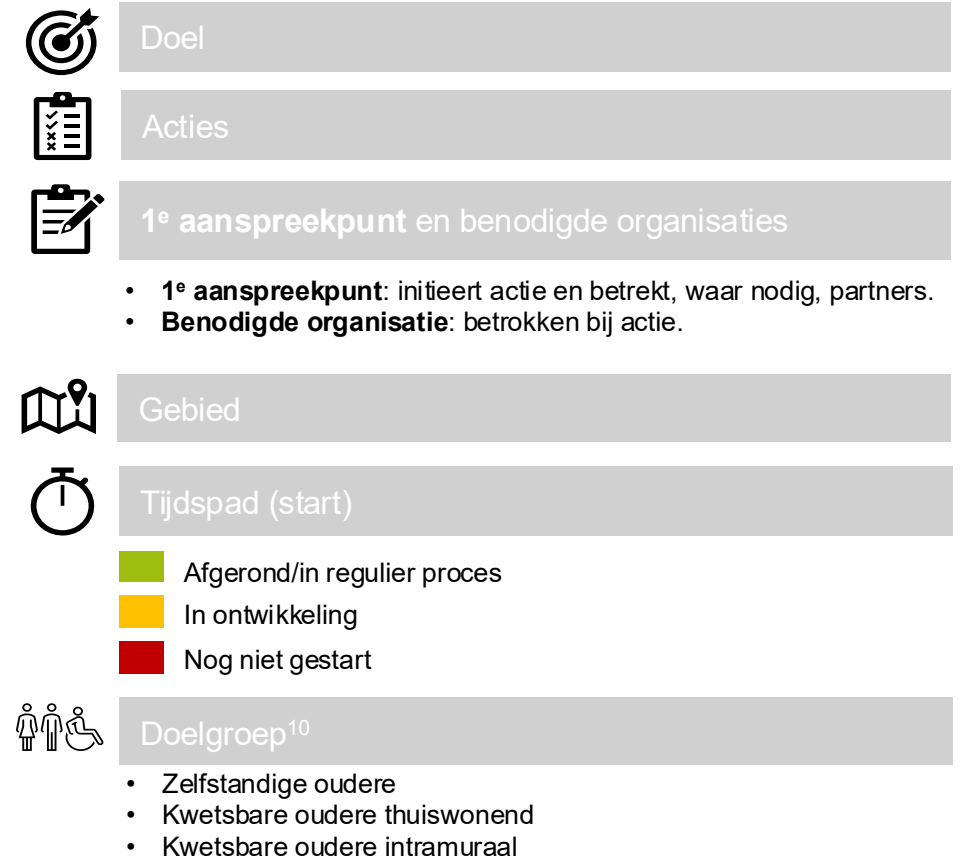 Doel
Acties
1ᵉ aanspreekpunt en benodigde organisaties
• 1ᵉ aanspreekpunt: initieert actie en betrekt, waar nodig, partners.
• Benodigde organisatie: betrokken bij actie.
Gebied
Tijdspad (start)
Afgerond/in regulier proces
In ontwikkeling
Nog niet gestart
Doelgroep¹⁰
• Zelfstandige oudere
• Kwetsbare oudere thuiswonend
• Kwetsbare oudere intramuraal